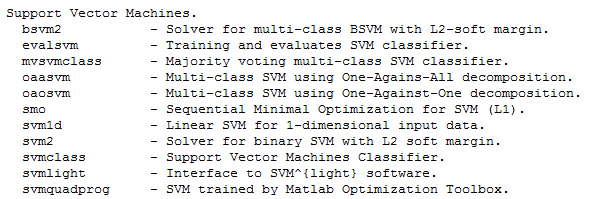 Support Vector Machines.
bsvm2 - Solver for multi-class BSVM with L2-soft margin.
evalsvm - Training and evaluates SVM classifier.
mvsvmclass - Majority voting multi-class SVM classifier.
oaasvm - Multi-class SVM using One-Agains-All decomposition.
oaosvm - Multi-class SVM using One-Against-One decomposition.
smo - Sequential Minimal Optimization for SVM (L1).
svm1d - Linear SVM for 1-dimensional input data.
svm2 - Solver for binary SVM with L2 soft margin.
svmclass - Support Vector Machines Classifier.
svmlight - Interface to SVM^{light} software.
svmquadprog - SVM trained by Matlab Optimization Toolbox.